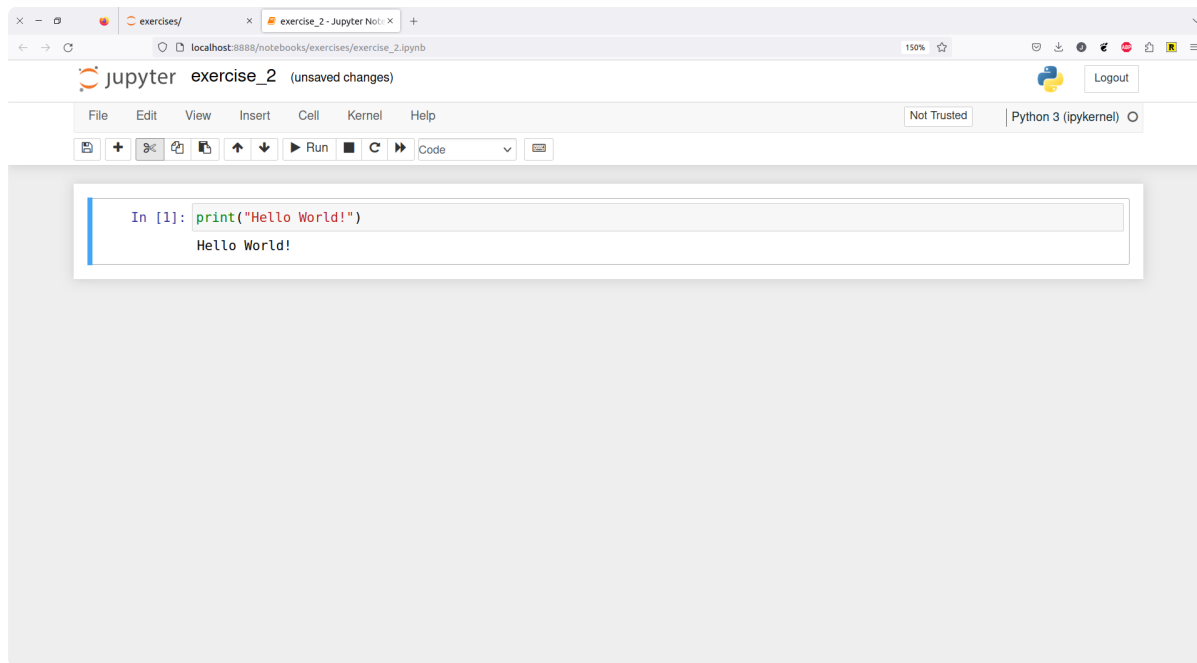 exercises/
exercise_2 - Jupyter Note
localhost:8888/notebooks/exercises/exercise_2.ipynb
150%
J
ABP
R
jupyter exercise_2 (unsaved changes)
Logout
File Edit View Insert Cell Kernel Help
Not Trusted
Python 3 (ipykernel)
Run
Code
In [1]: print("Hello World!")
Hello World!